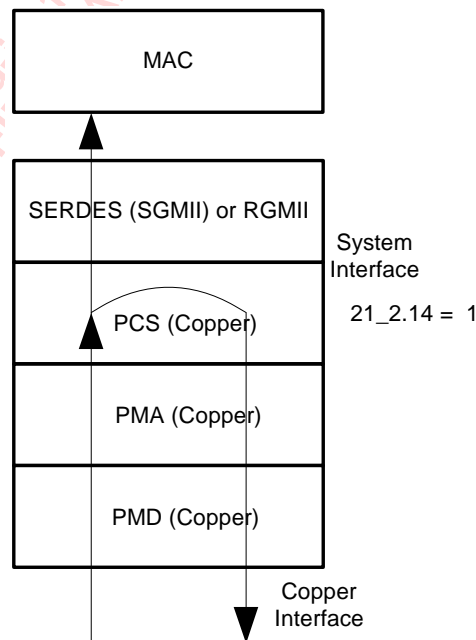 MAC
SERDES (SGMII) or RGMII
System
Interface
PCS (Copper)
21_2.14 = 1
PMA (Copper)
PMD (Copper)
Copper
Interface